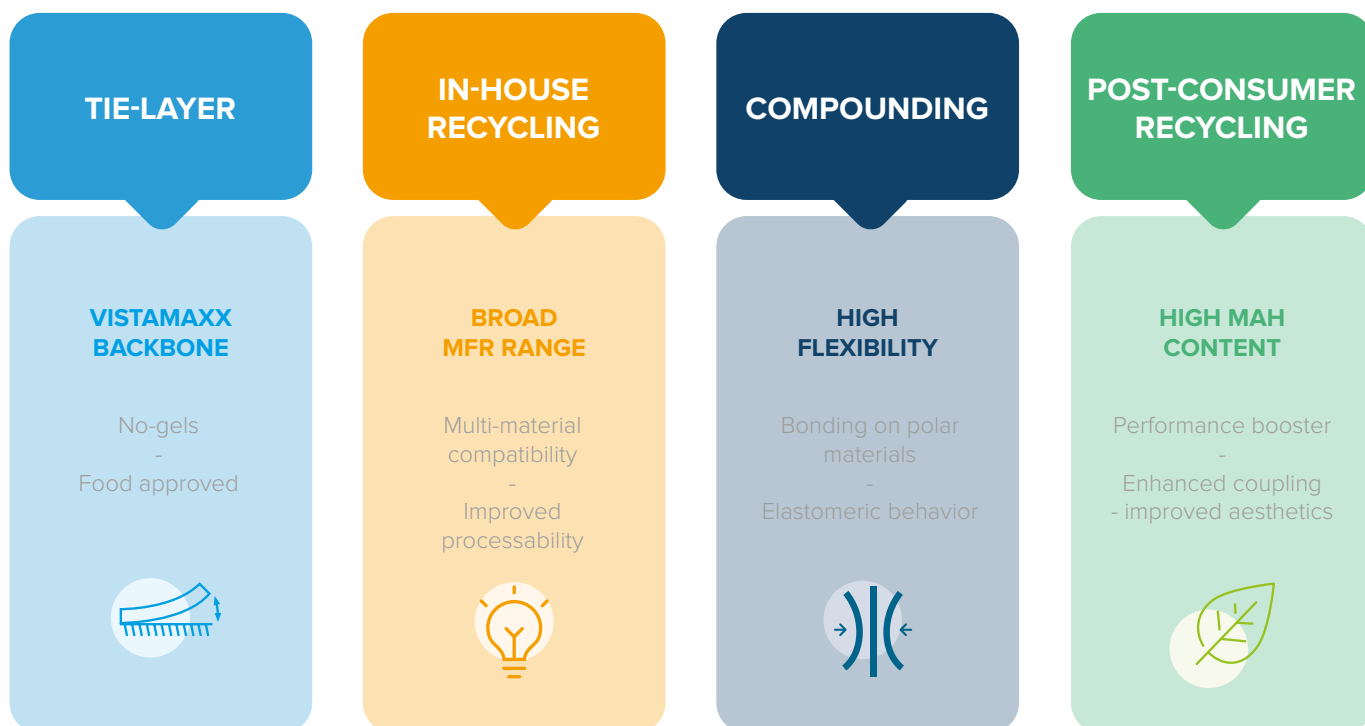 TIE-LAYER
VISTAMAXX
BACKBONE
No-gels
-
Food approved
IN-HOUSE
RECYCLING
BROAD
MFR RANGE
Multi-material
compatibility
-
Improved
processability
COMPOUNDING
HIGH
FLEXIBILITY
Bonding on polar
materials
-
Elastomeric behavior
POST-CONSUMER
RECYCLING
HIGH MAH
CONTENT
Performance booster
-
Enhanced coupling
- improved aesthetics